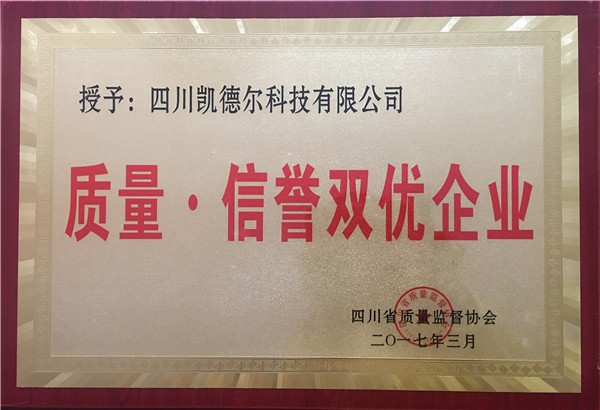 授予：四川凯德尔科技有限公司
质量·信誉双优企业
四川省质量监督协会
二〇一七年三月